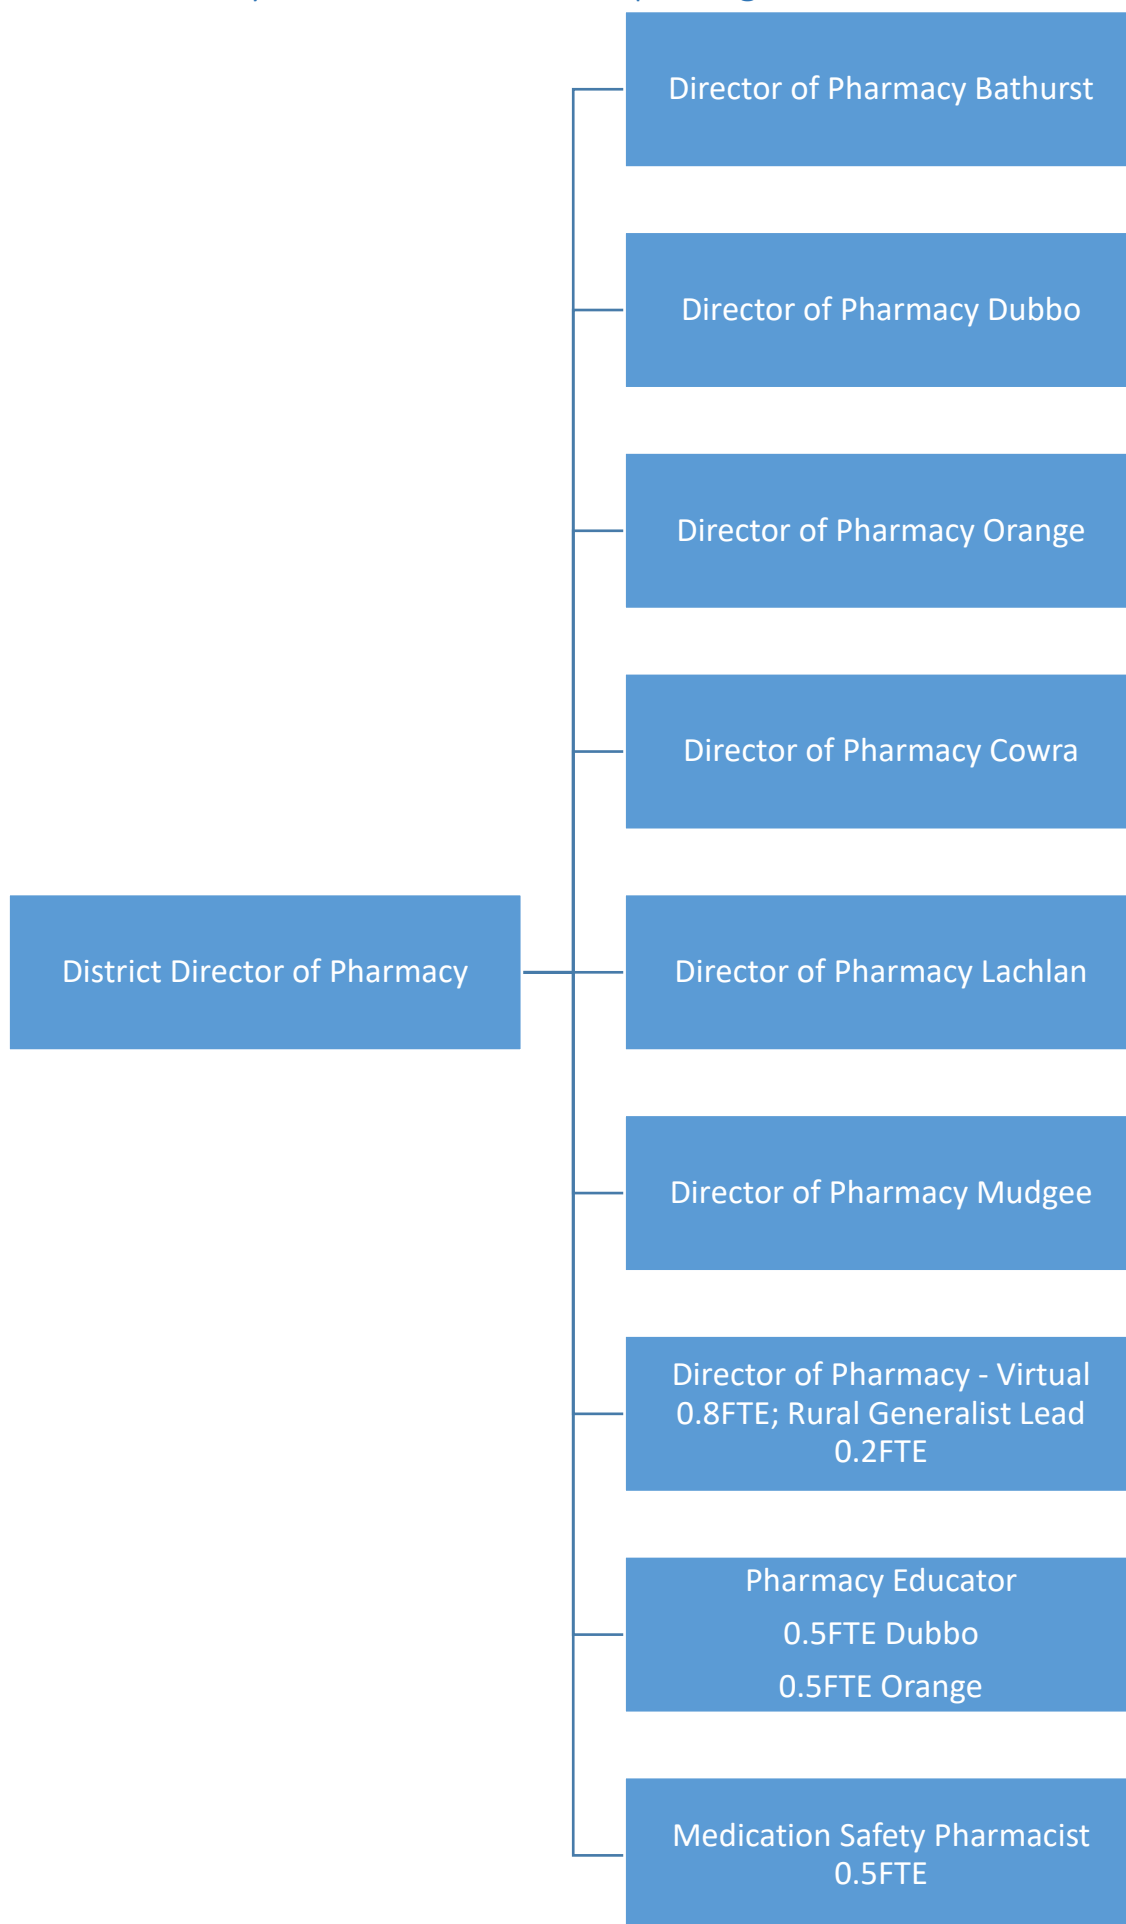 Director of Pharmacy Bathurst
Director of Pharmacy Dubbo
Director of Pharmacy Orange
Director of Pharmacy Cowra
District Director of Pharmacy
Director of Pharmacy Lachlan
Director of Pharmacy Mudgee
Director of Pharmacy - Virtual
0.8FTE; Rural Generalist Lead
0.2FTE
Pharmacy Educator
0.5FTE Dubbo
0.5FTE Orange
Medication Safety Pharmacist
0.5FTE